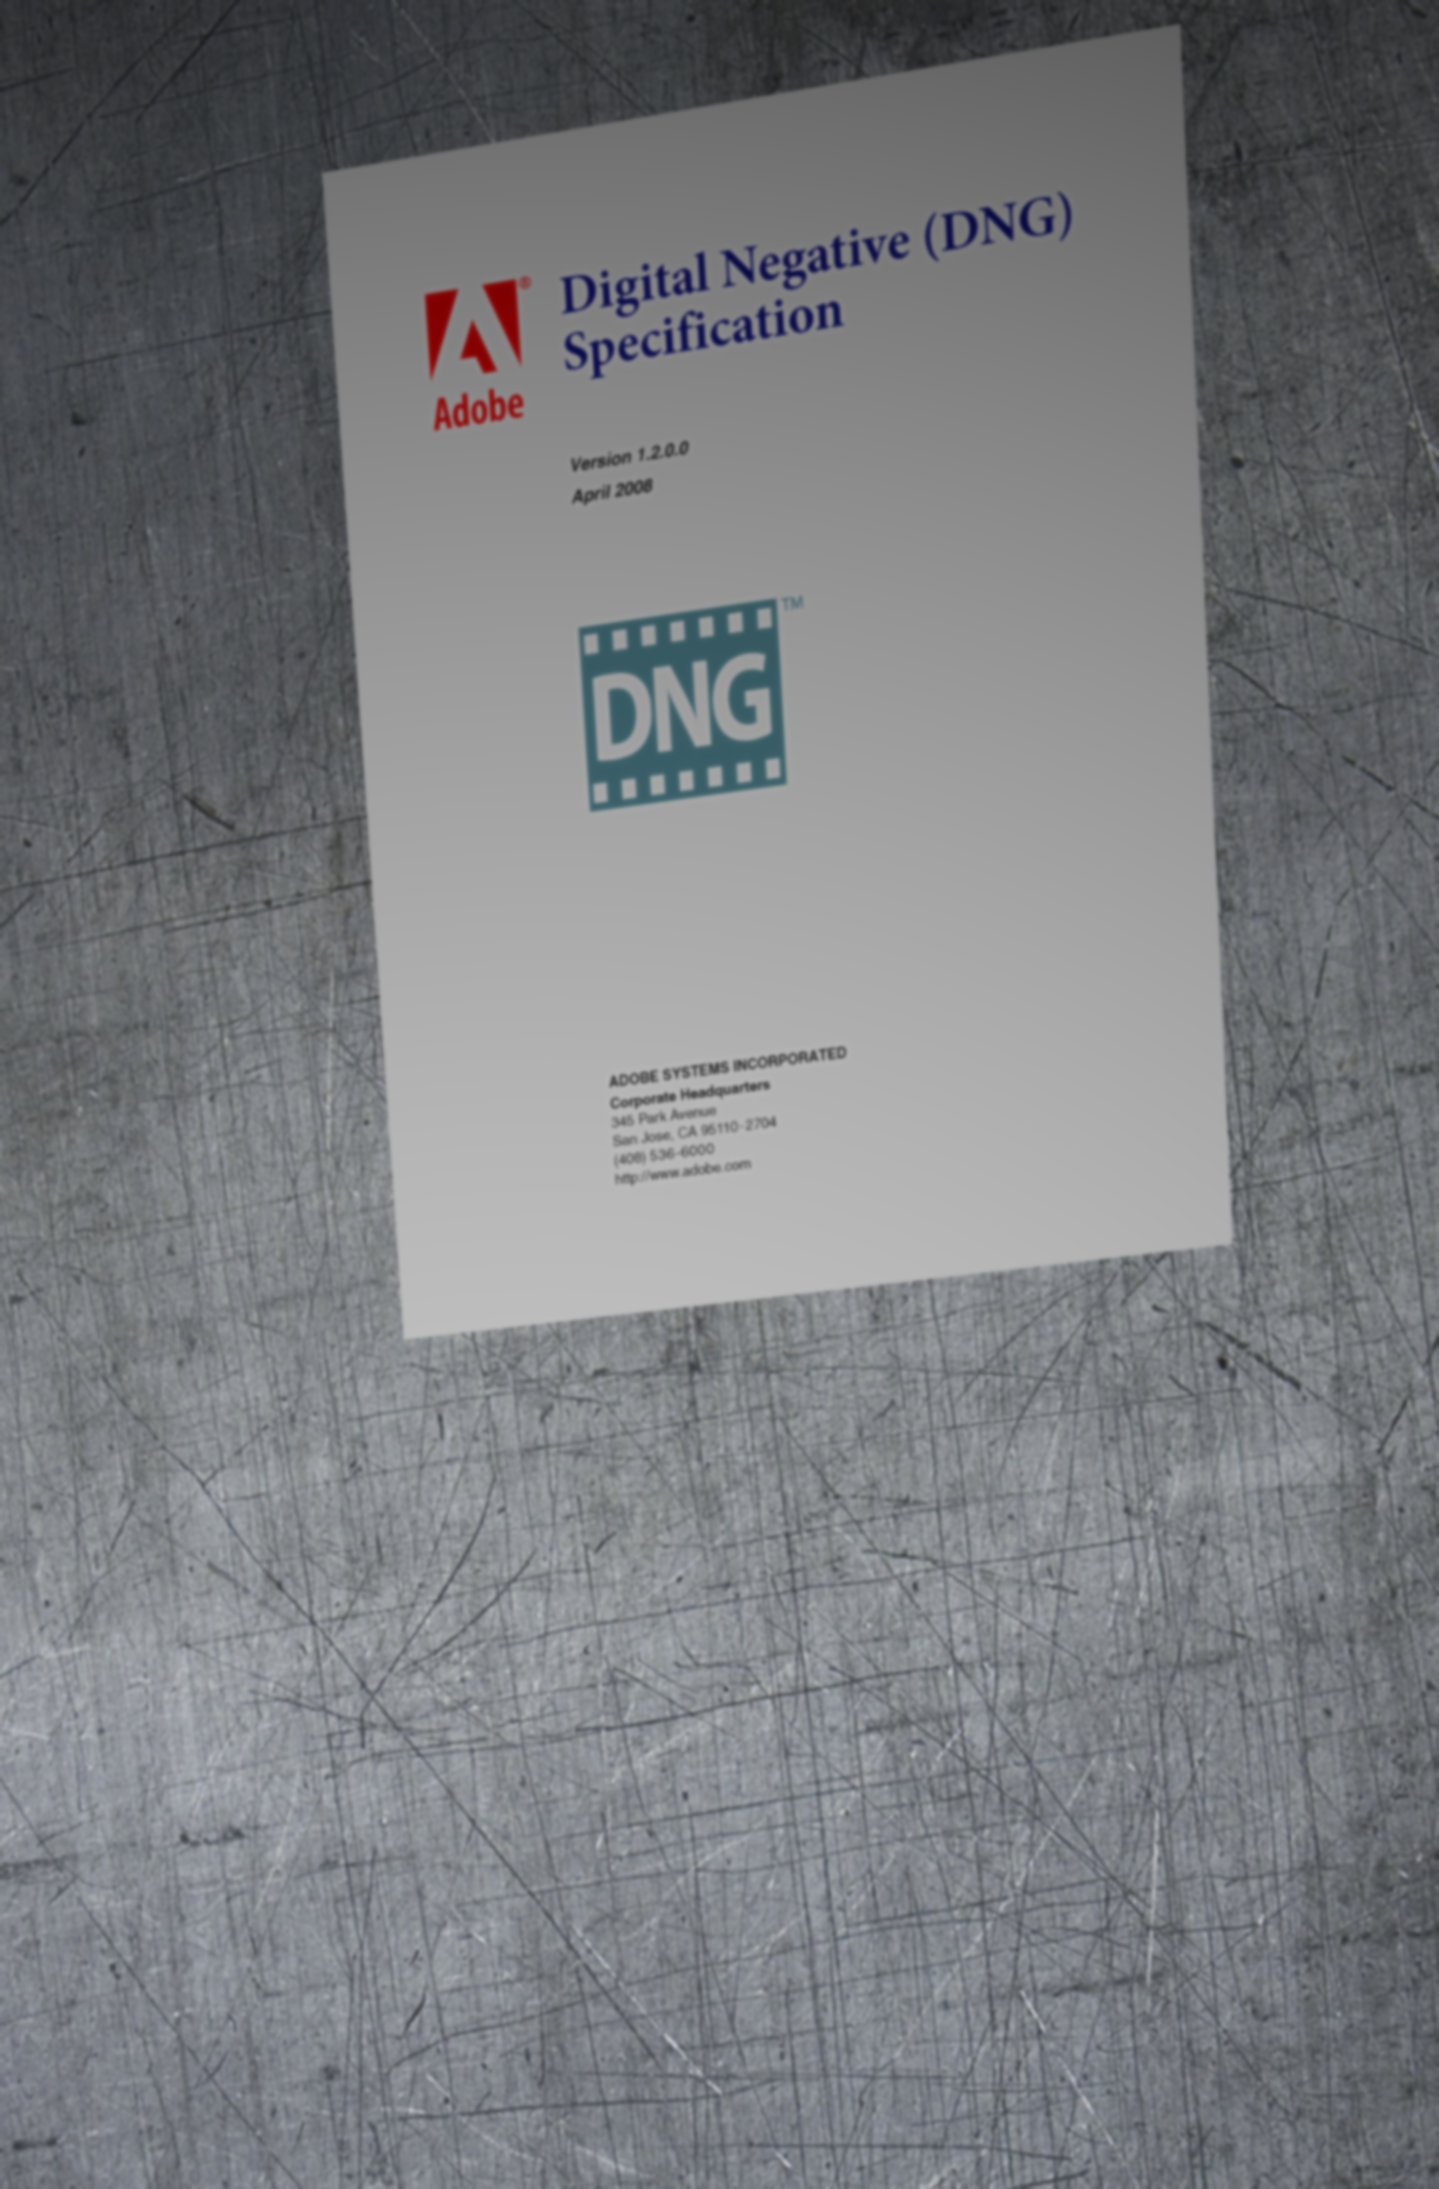 Digital Negative (DNG)
Specification
Adobe
Version 1.2.0.0
April 2008
DNG™
ADOBE SYSTEMS INCORPORATED
Corporate Headquarters
345 Park Avenue
San Jose, CA 95110-2704
(408) 536-6000
http://www.adobe.com